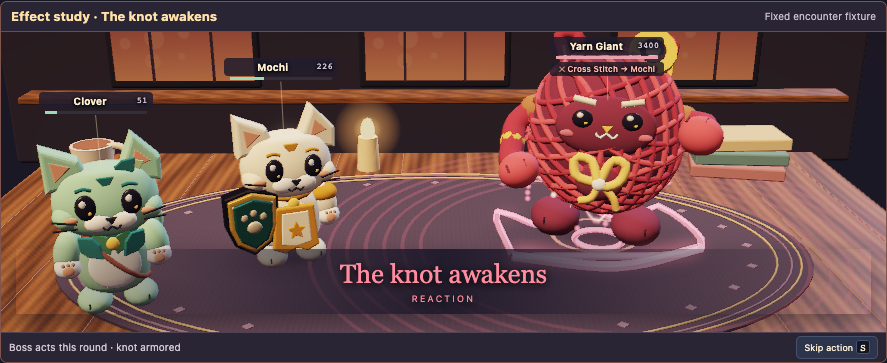 Effect study · The knot awakens
Fixed encounter fixture
Yarn Giant 3400
× Cross Stitch → Mochi
Mochi 226
Clover 51
The knot awakens
REACTION
Boss acts this round · knot armored
Skip action S